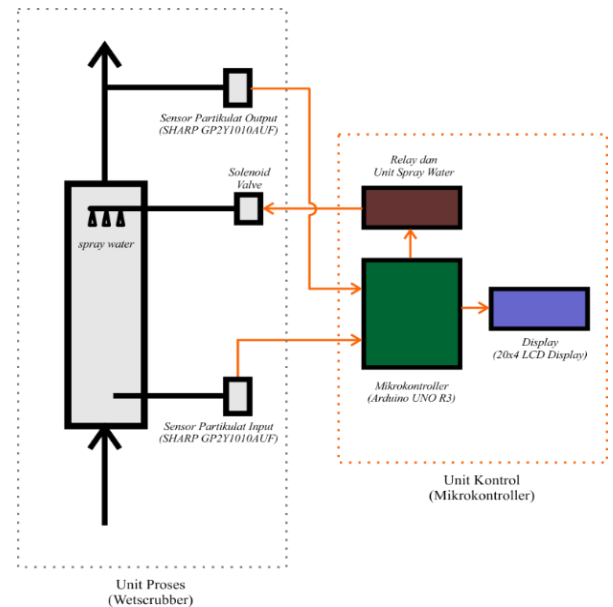 Sensor Partikulat Output
(SHARP GP2Y1010AUF)
Solenoid
Valve
spray water
Sensor Partikulat Input
(SHARP GP2Y1010AUF)
Unit Proses
(Wetscrubber)
Relay dan
Unit Spray Water
Mikrokontroller
(Arduino UNO R3)
Display
(20x4 LCD Display)
Unit Kontrol
(Mikrokontroller)